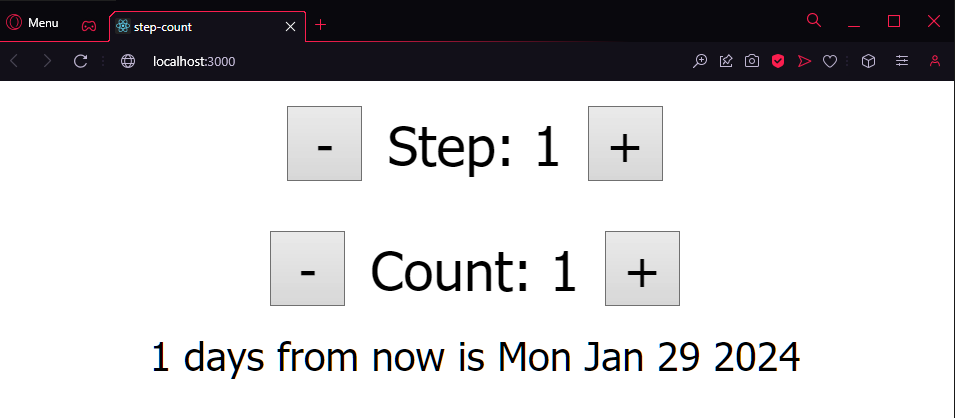 Menu
step-count
localhost:3000
- Step: 1 +
- Count: 1 +
1 days from now is Mon Jan 29 2024